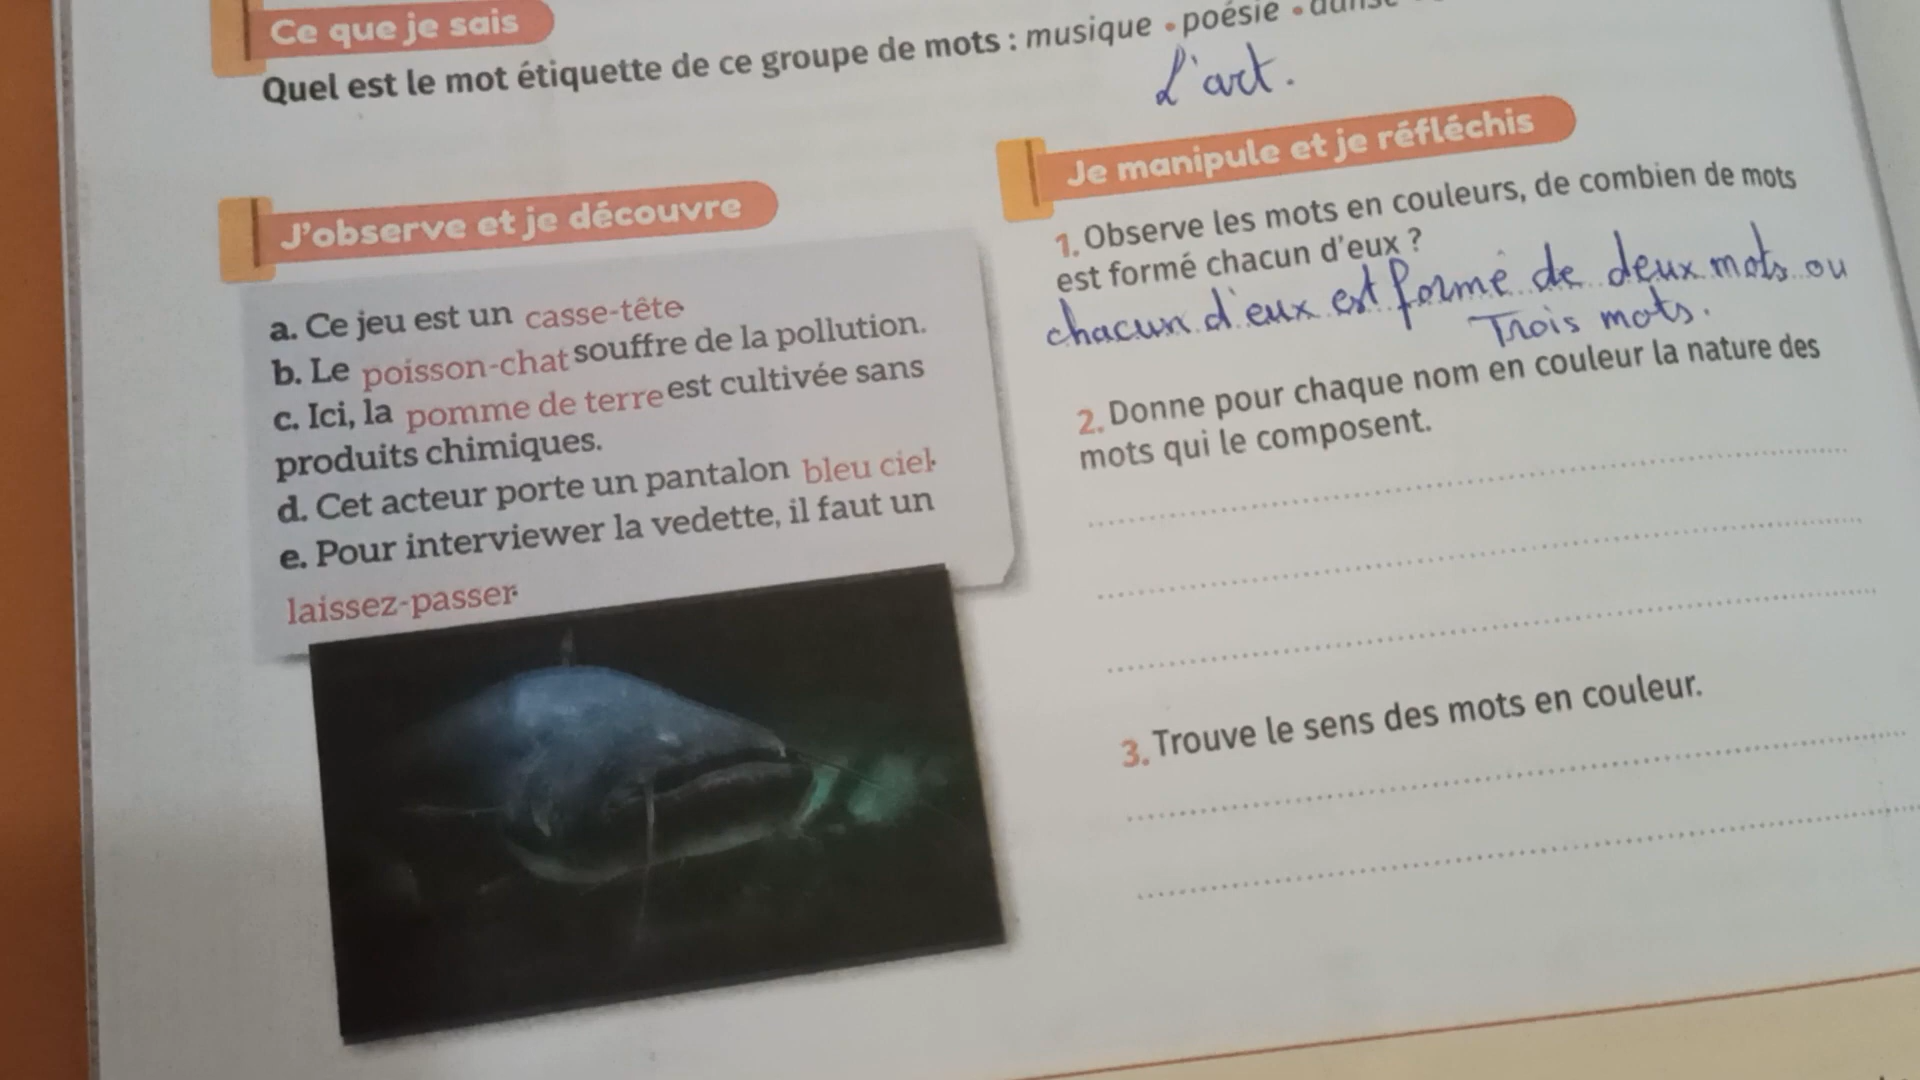 Ce que je sais
Quel est le mot étiquette de ce groupe de mots : musique • poésie •
L'art.
J'observe et je découvre
a. Ce jeu est un casse-tête.
b. Le poisson-chat souffre de la pollution.
c. Ici, la pomme de terre est cultivée sans
produits chimiques.
d. Cet acteur porte un pantalon bleu ciel.
e. Pour interviewer la vedette, il faut un
laissez-passer.
Je manipule et je réfléchis
1. Observe les mots en couleurs, de combien de mots
est formé chacun d'eux ?
chacun d'eux est formé de deux mots ou
Trois mots.
2. Donne pour chaque nom en couleur la nature des
mots qui le composent.
3. Trouve le sens des mots en couleur.